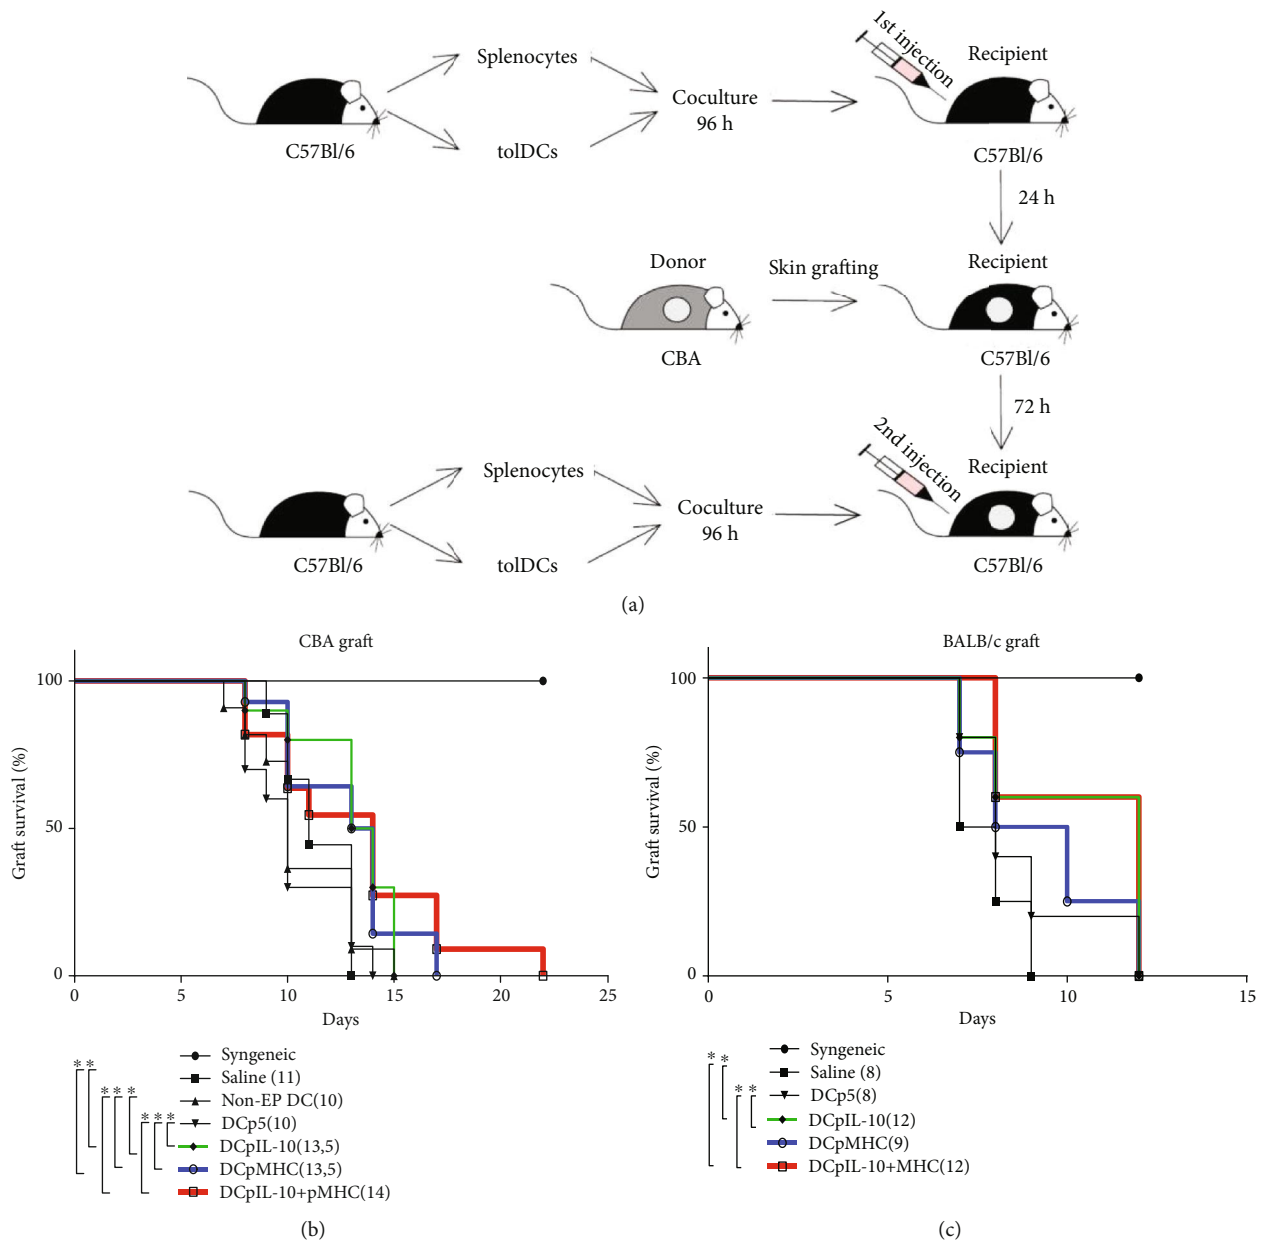 (a)
Splenocytes
1st injection
Recipient
Coculture
96 h
C57Bl/6
tolDCs
C57Bl/6
24 h
Donor
Skin grafting
Recipient
CBA
C57Bl/6
72 h
2nd injection
Recipient
Splenocytes
Coculture
96 h
C57Bl/6
tolDCs
C57Bl/6
CBA graft
Graft survival (%)
100
50
0
0 5 10 15 20 25
Days
* *
* * *
* * *
Syngeneic
Saline (11)
Non-EP DC(10)
DCp5(10)
DCpIL-10(13,5)
DCpMHC(13,5)
DCpIL-10+pMHC(14)
(b)
BALB/c graft
Graft survival (%)
100
50
0
0 5 10 15
Days
* *
* *
Syngeneic
Saline (8)
DCp5(8)
DCpIL-10(12)
DCpMHC(9)
DCpIL-10+MHC(12)
(c)